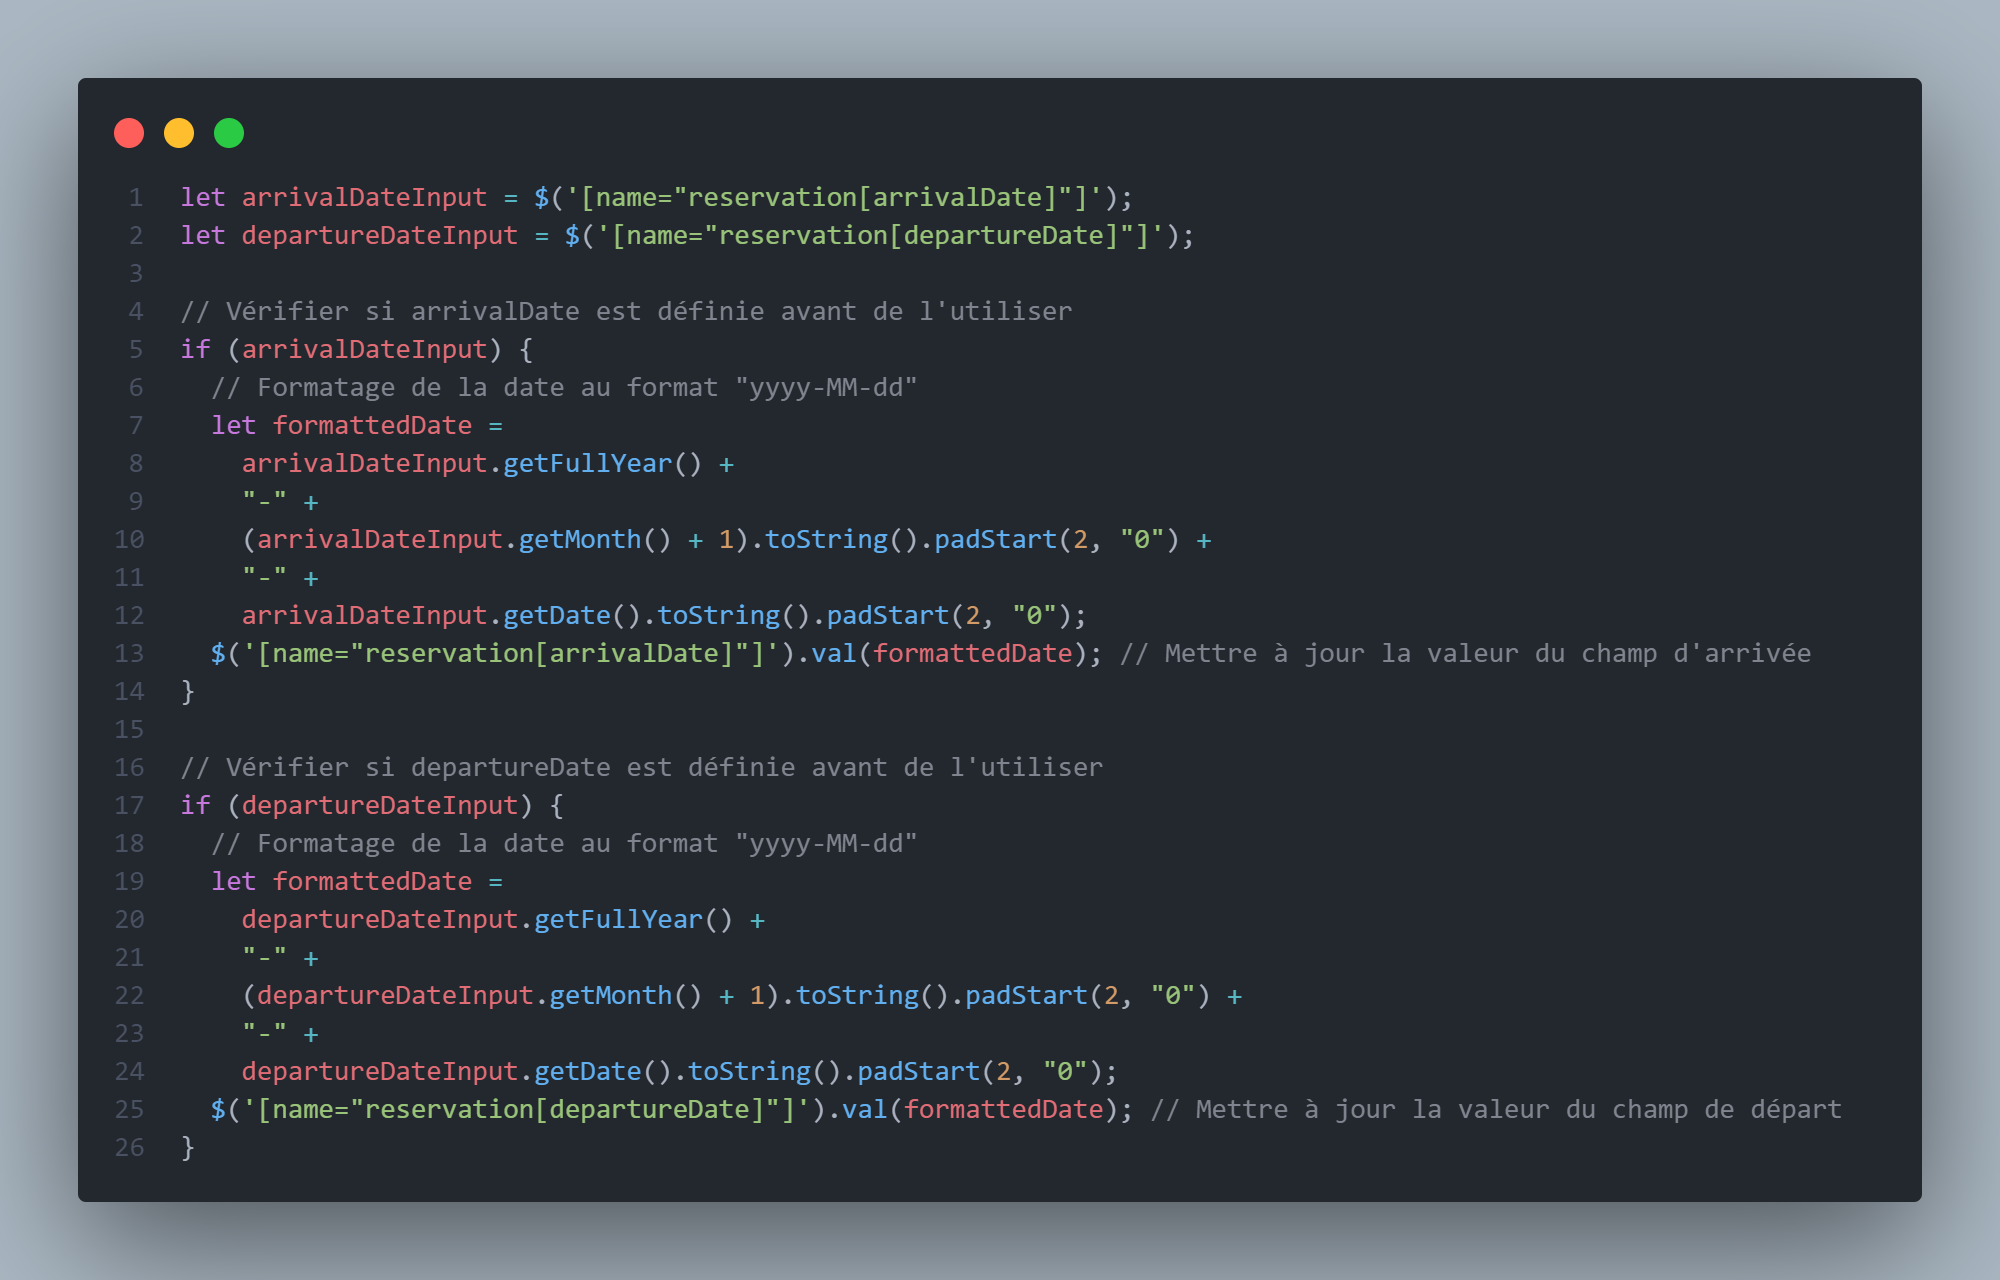 1 let arrivalDateInput = $('[name="reservation[arrivalDate]"]');
2 let departureDateInput = $('[name="reservation[departureDate]"]');
3
4 // Vérifier si arrivalDate est définie avant de l'utiliser
5 if (arrivalDateInput) {
6 // Formatage de la date au format "yyyy-MM-dd"
7 let formattedDate =
8 arrivalDateInput.getFullYear() +
9 "-" +
10 (arrivalDateInput.getMonth() + 1).toString().padStart(2, "0") +
11 "-" +
12 arrivalDateInput.getDate().toString().padStart(2, "0");
13 $('[name="reservation[arrivalDate]"]').val(formattedDate); // Mettre à jour la valeur du champ d'arrivée
14 }
15
16 // Vérifier si departureDate est définie avant de l'utiliser
17 if (departureDateInput) {
18 // Formatage de la date au format "yyyy-MM-dd"
19 let formattedDate =
20 departureDateInput.getFullYear() +
21 "-" +
22 (departureDateInput.getMonth() + 1).toString().padStart(2, "0") +
23 "-" +
24 departureDateInput.getDate().toString().padStart(2, "0");
25 $('[name="reservation[departureDate]"]').val(formattedDate); // Mettre à jour la valeur du champ de départ
26 }